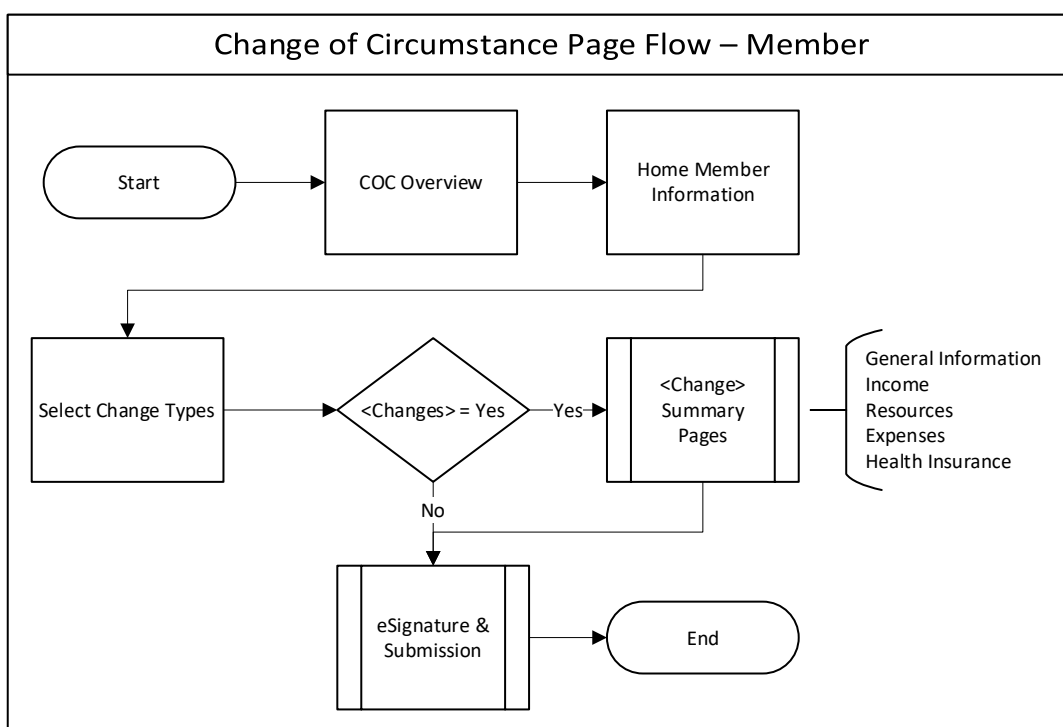 Change of Circumstance Page Flow – Member
Start
COC Overview
Home Member
Information
Select Change Types
<Changes> = Yes
Yes
<Change>
Summary
Pages
General Information
Income
Resources
Expenses
Health Insurance
No
eSignature &
Submission
End